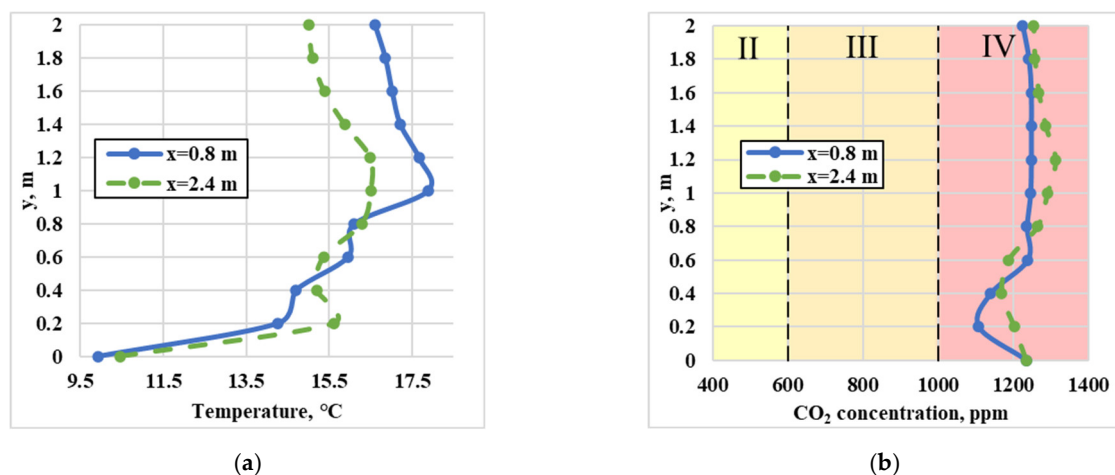 2
1.8
1.6
1.4
1.2
1
0.8
0.6
0.4
0.2
0
y, m
x=0.8 m
x=2.4 m
9.5 11.5 13.5 15.5 17.5
Temperature, °C
(a)
II III IV
2
1.8
1.6
1.4
1.2
1
0.8
0.6
0.4
0.2
0
y, m
x=0.8 m
x=2.4 m
400 600 800 1000 1200 1400
CO₂ concentration, ppm
(b)